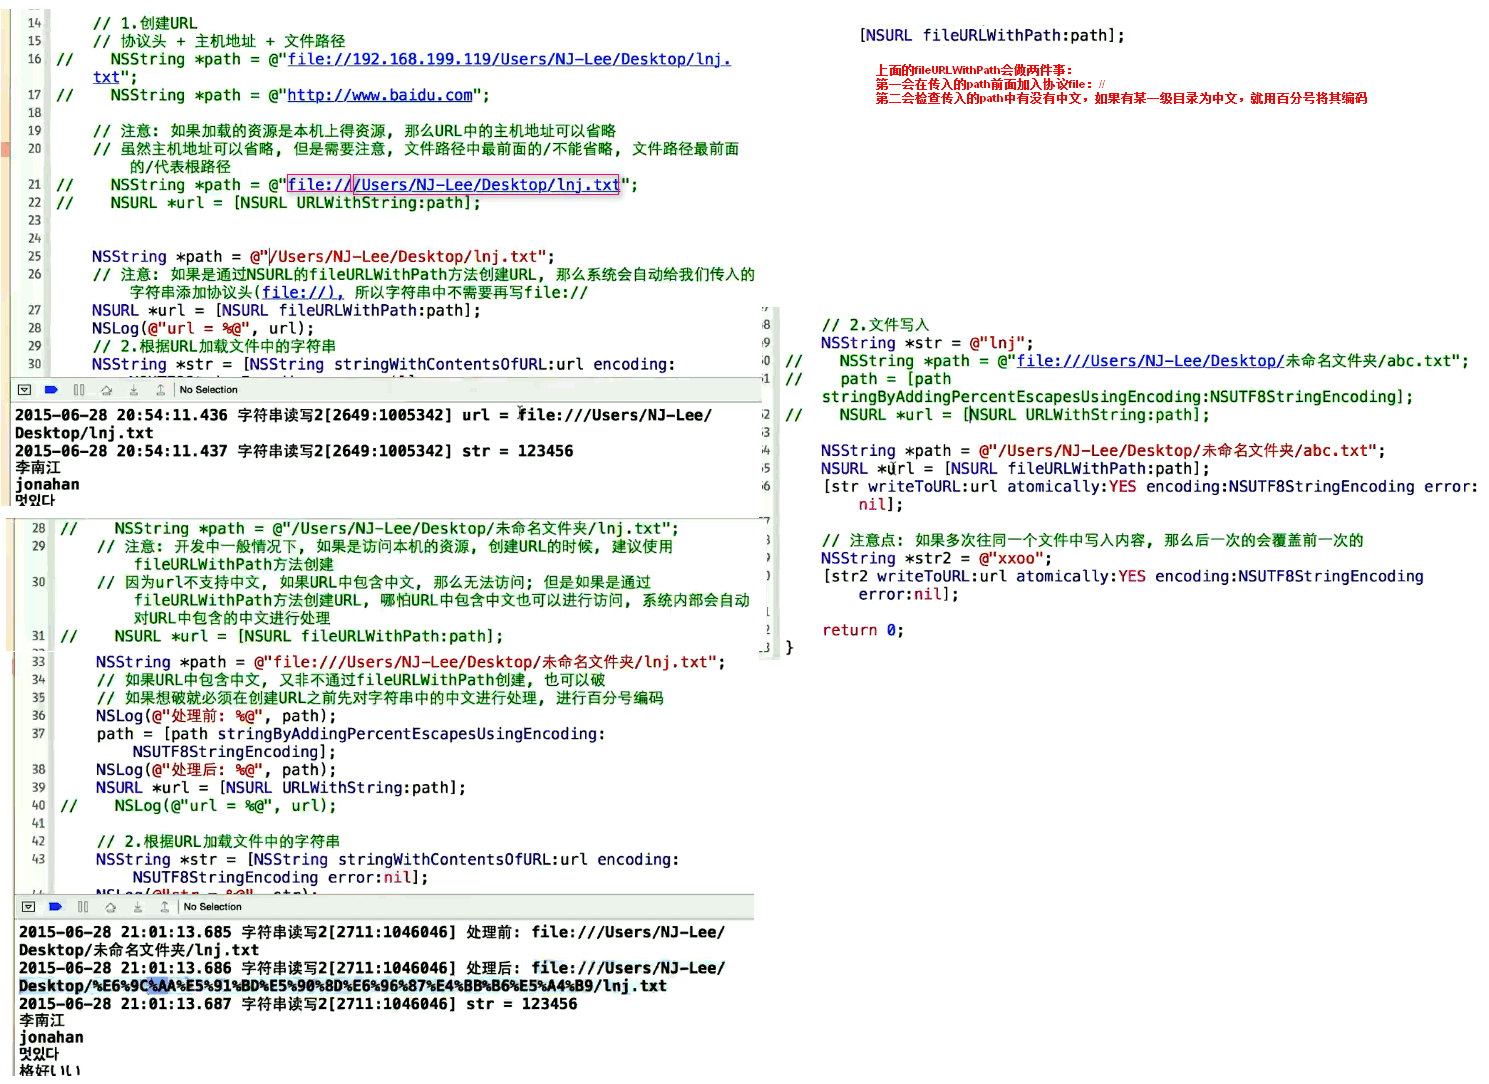 14 // 1.创建URL
15 // 协议头 + 主机地址 + 文件路径
16 // NSString *path = @"file://192.168.199.119/Users/NJ-Lee/Desktop/lnj.
txt";
17 // NSString *path = @"http://www.baidu.com";
18
19 // 注意: 如果加载的资源是本机上得资源, 那么URL中的主机地址可以省略
20 // 虽然主机地址可以省略, 但是需要注意, 文件路径中最前面的/不能省略, 文件路径最前面
的/代表根路径
21 // NSString *path = @"file:///Users/NJ-Lee/Desktop/lnj.txt";
22 // NSURL *url = [NSURL URLWithString:path];
23
24
25 NSString *path = @"/Users/NJ-Lee/Desktop/lnj.txt";
26 // 注意: 如果是通过NSURL的fileURLWithPath方法创建URL, 那么系统会自动给我们传入的
字符串添加协议头(file://), 所以字符串中不需要再写file://
27 NSURL *url = [NSURL fileURLWithPath:path];
28 NSLog(@"url = %@", url);
29 // 2.根据URL加载文件中的字符串
30 NSString *str = [NSString stringWithContentsOfURL:url encoding:
No Selection
2015-06-28 20:54:11.436 字符串读写2[2649:1005342] url = file:///Users/NJ-Lee/
Desktop/lnj.txt
2015-06-28 20:54:11.437 字符串读写2[2649:1005342] str = 123456
李南江
jonahan
멋있다
28 // NSString *path = @"/Users/NJ-Lee/Desktop/未命名文件夹/lnj.txt";
29 // 注意: 开发中一般情况下, 如果是访问本机的资源, 创建URL的时候, 建议使用
fileURLWithPath方法创建
30 // 因为url不支持中文, 如果URL中包含中文, 那么无法访问; 但是如果是通过
fileURLWithPath方法创建URL, 哪怕URL中包含中文也可以进行访问, 系统内部会自动
对URL中包含的中文进行处理
31 // NSURL *url = [NSURL fileURLWithPath:path];
33 NSString *path = @"file:///Users/NJ-Lee/Desktop/未命名文件夹/lnj.txt";
34 // 如果URL中包含中文, 又非不通过fileURLWithPath创建, 也可以破
35 // 如果想破就必须在创建URL之前先对字符串中的中文进行处理, 进行百分号编码
36 NSLog(@"处理前: %@", path);
37 path = [path stringByAddingPercentEscapesUsingEncoding:
NSUTF8StringEncoding];
38 NSLog(@"处理后: %@", path);
39 NSURL *url = [NSURL URLWithString:path];
40 // NSLog(@"url = %@", url);
41
42 // 2.根据URL加载文件中的字符串
43 NSString *str = [NSString stringWithContentsOfURL:url encoding:
NSUTF8StringEncoding error:nil];
No Selection
2015-06-28 21:01:13.685 字符串读写2[2711:1046046] 处理前: file:///Users/NJ-Lee/
Desktop/未命名文件夹/lnj.txt
2015-06-28 21:01:13.686 字符串读写2[2711:1046046] 处理后: file:///Users/NJ-Lee/
Desktop/%E6%9C%AA%E5%91%BD%E5%90%8D%E6%96%87%E4%BB%B6%E5%A4%B9/lnj.txt
2015-06-28 21:01:13.687 字符串读写2[2711:1046046] str = 123456
李南江
jonahan
멋있다
格好いい
[NSURL fileURLWithPath:path];
上面的fileURLWithPath会做两件事：
第一会在传入的path前面加入协议file：//
第二会检查传入的path中有没有中文，如果有某一级目录为中文，就用百分号将其编码
// 2.文件写入
NSString *str = @"lnj";
// NSString *path = @"file:///Users/NJ-Lee/Desktop/未命名文件夹/abc.txt";
// path = [path
stringByAddingPercentEscapesUsingEncoding:NSUTF8StringEncoding];
// NSURL *url = [NSURL URLWithString:path];
NSString *path = @"/Users/NJ-Lee/Desktop/未命名文件夹/abc.txt";
NSURL *url = [NSURL fileURLWithPath:path];
[str writeToURL:url atomically:YES encoding:NSUTF8StringEncoding error:
nil];
// 注意点: 如果多次往同一个文件中写入内容, 那么后一次的会覆盖前一次的
NSString *str2 = @"xxoo";
[str2 writeToURL:url atomically:YES encoding:NSUTF8StringEncoding
error:nil];
return 0;
}